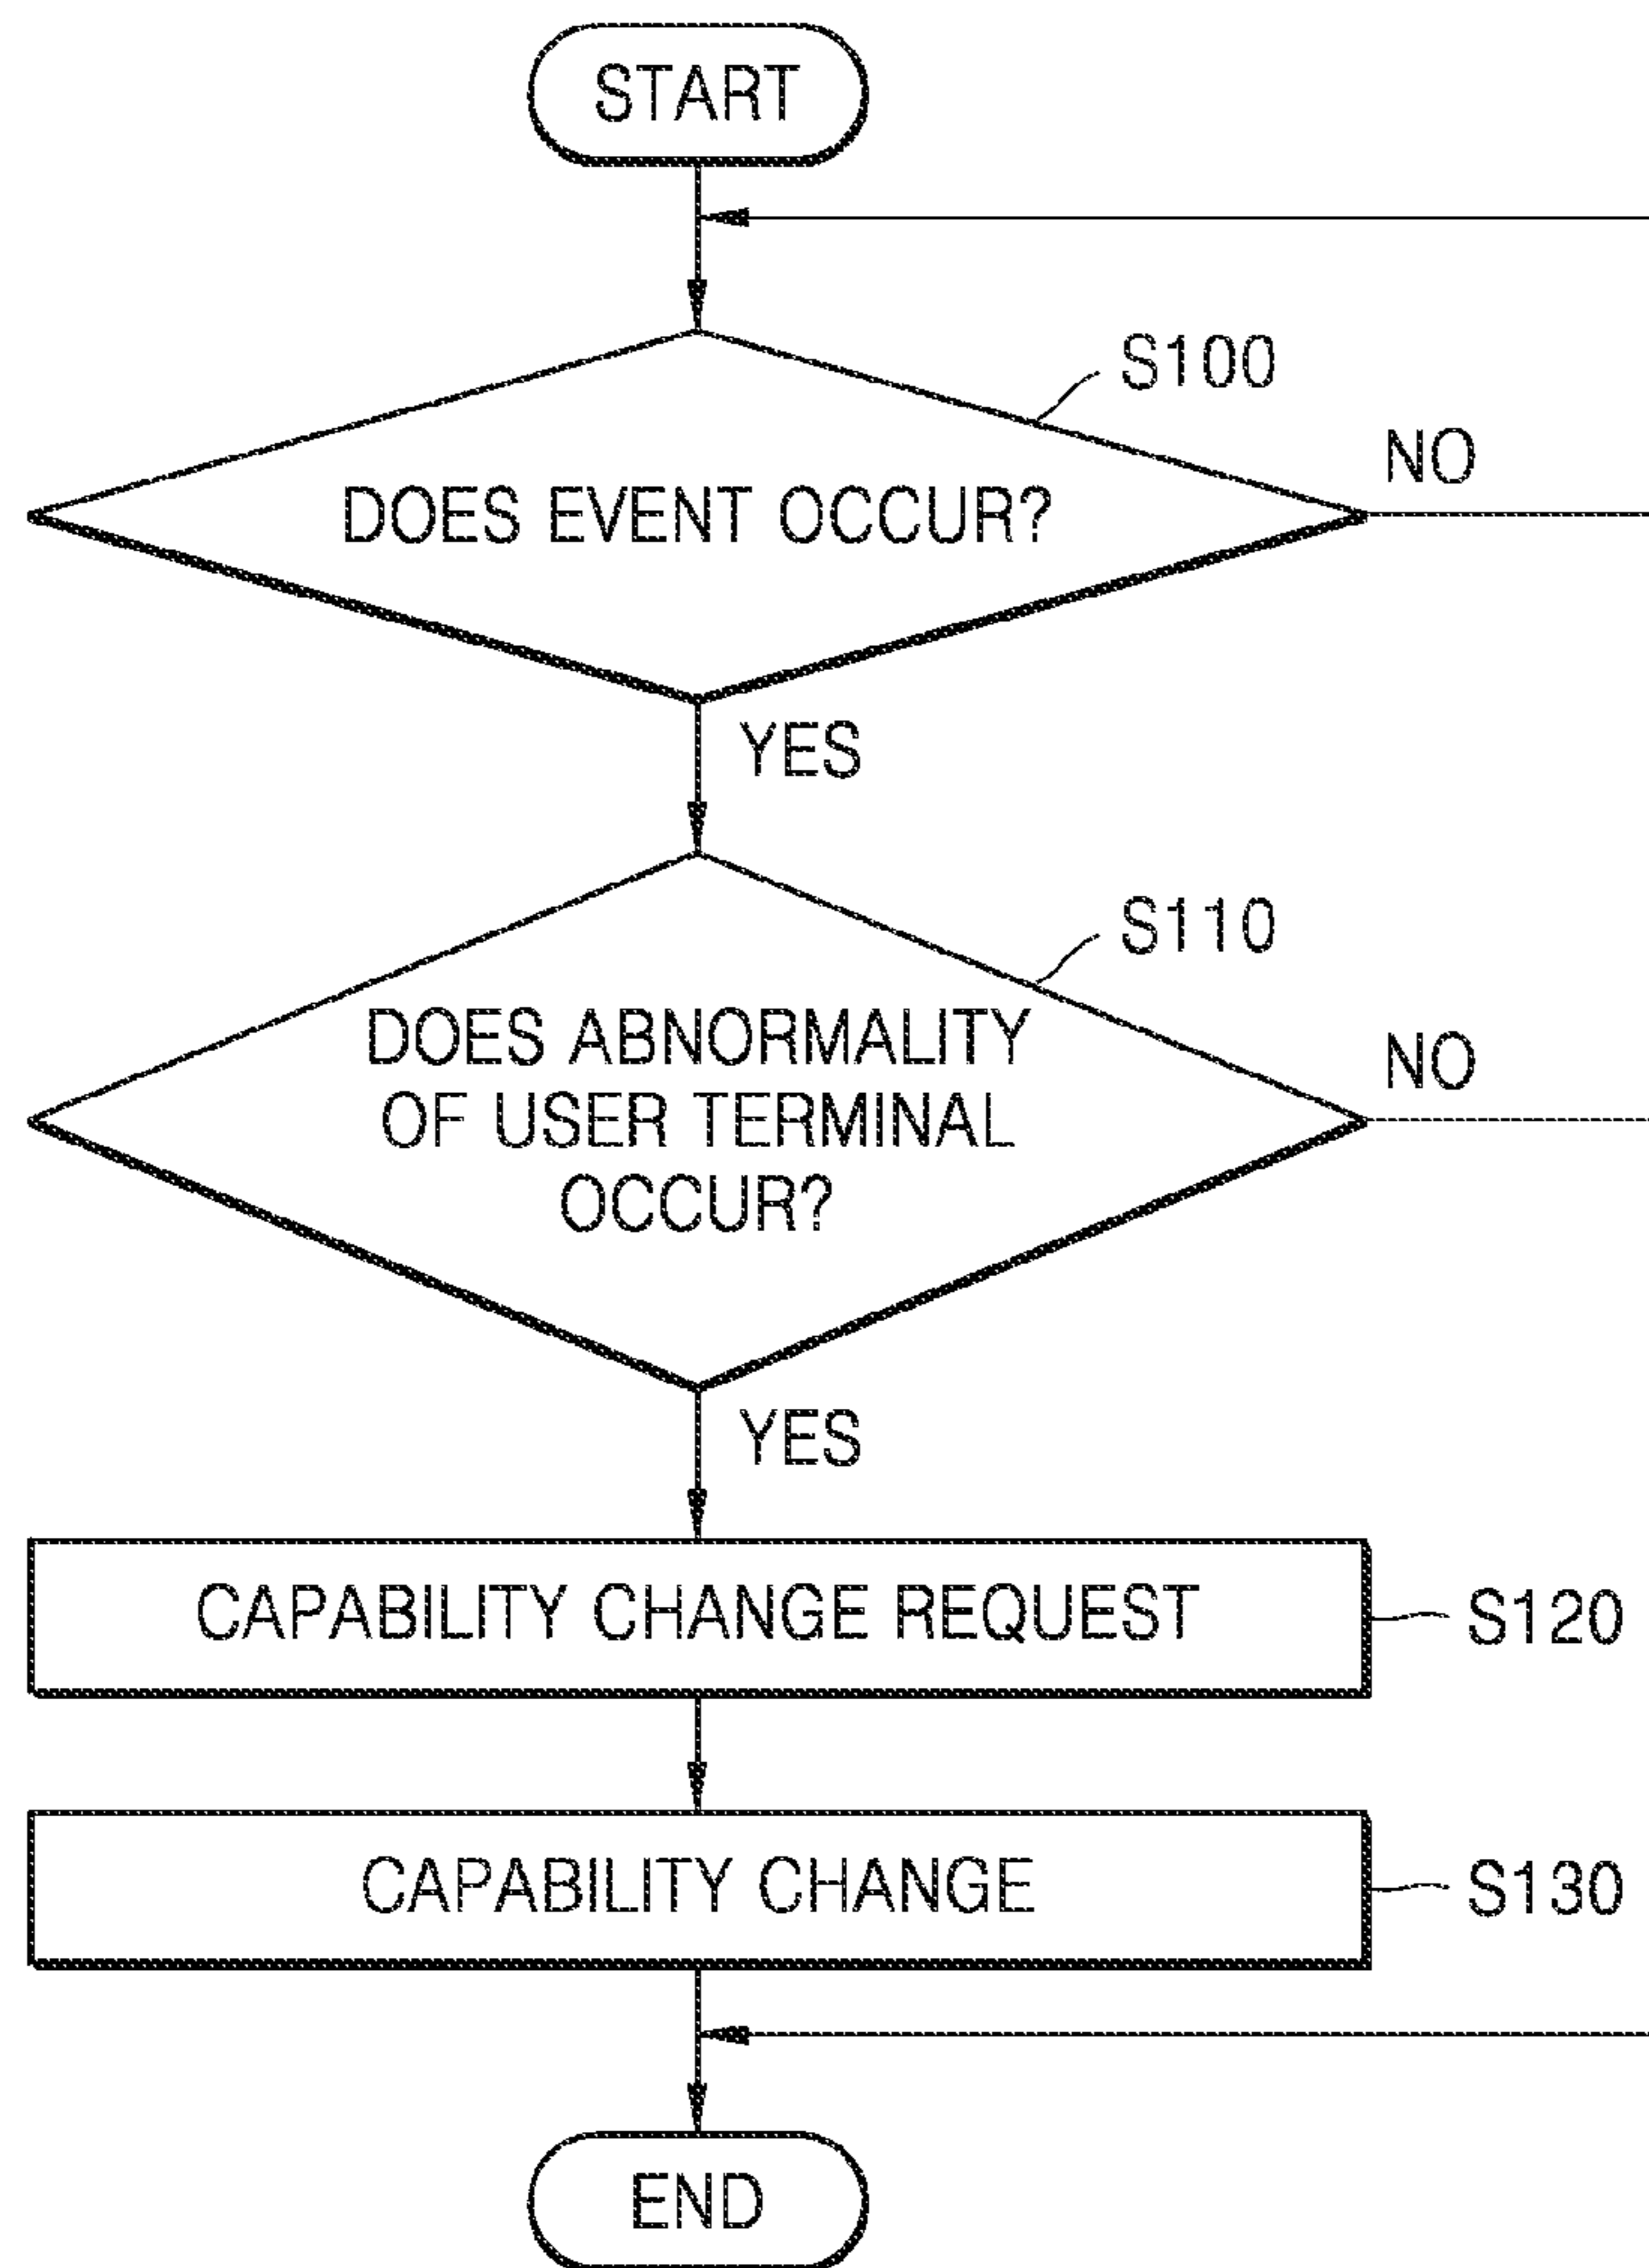 START
S100
NO
DOES EVENT OCCUR?
YES
S110
DOES ABNORMALITY
NO
OF USER TERMINAL
OCCUR?
YES
CAPABILITY CHANGE REQUEST
S120
CAPABILITY CHANGE
S130
END